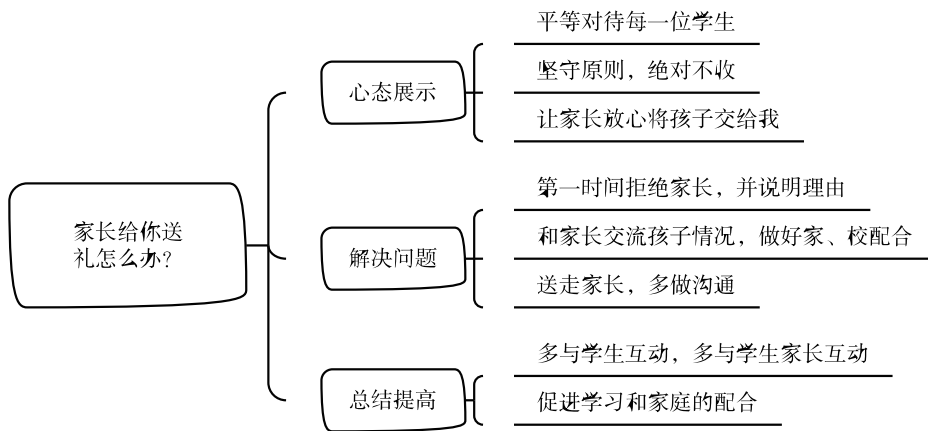 家长给你送
礼怎么办？
心态展示
平等对待每一位学生
坚守原则，绝对不收
让家长放心将孩子交给我
解决问题
第一时间拒绝家长，并说明理由
和家长交流孩子情况，做好家、校配合
送走家长，多做沟通
总结提高
多与学生互动，多与学生家长互动
促进学习和家庭的配合